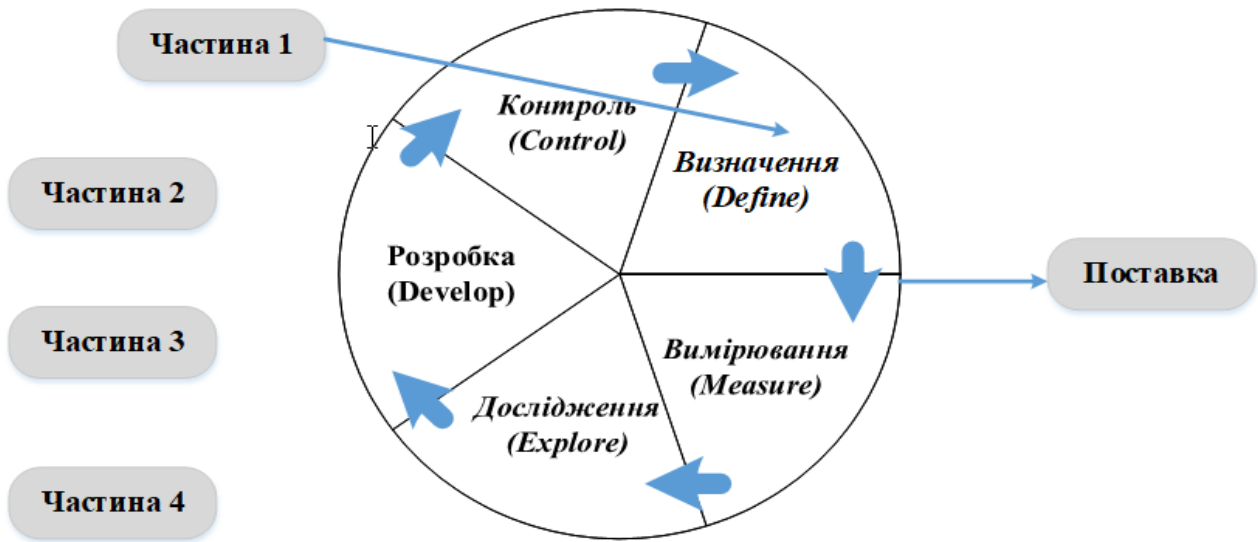 Частина 1
Контроль
(Control)
Визначення
(Define)
Частина 2
Розробка
(Develop)
Поставка
Частина 3
Вимірювання
(Measure)
Дослідження
(Explore)
Частина 4